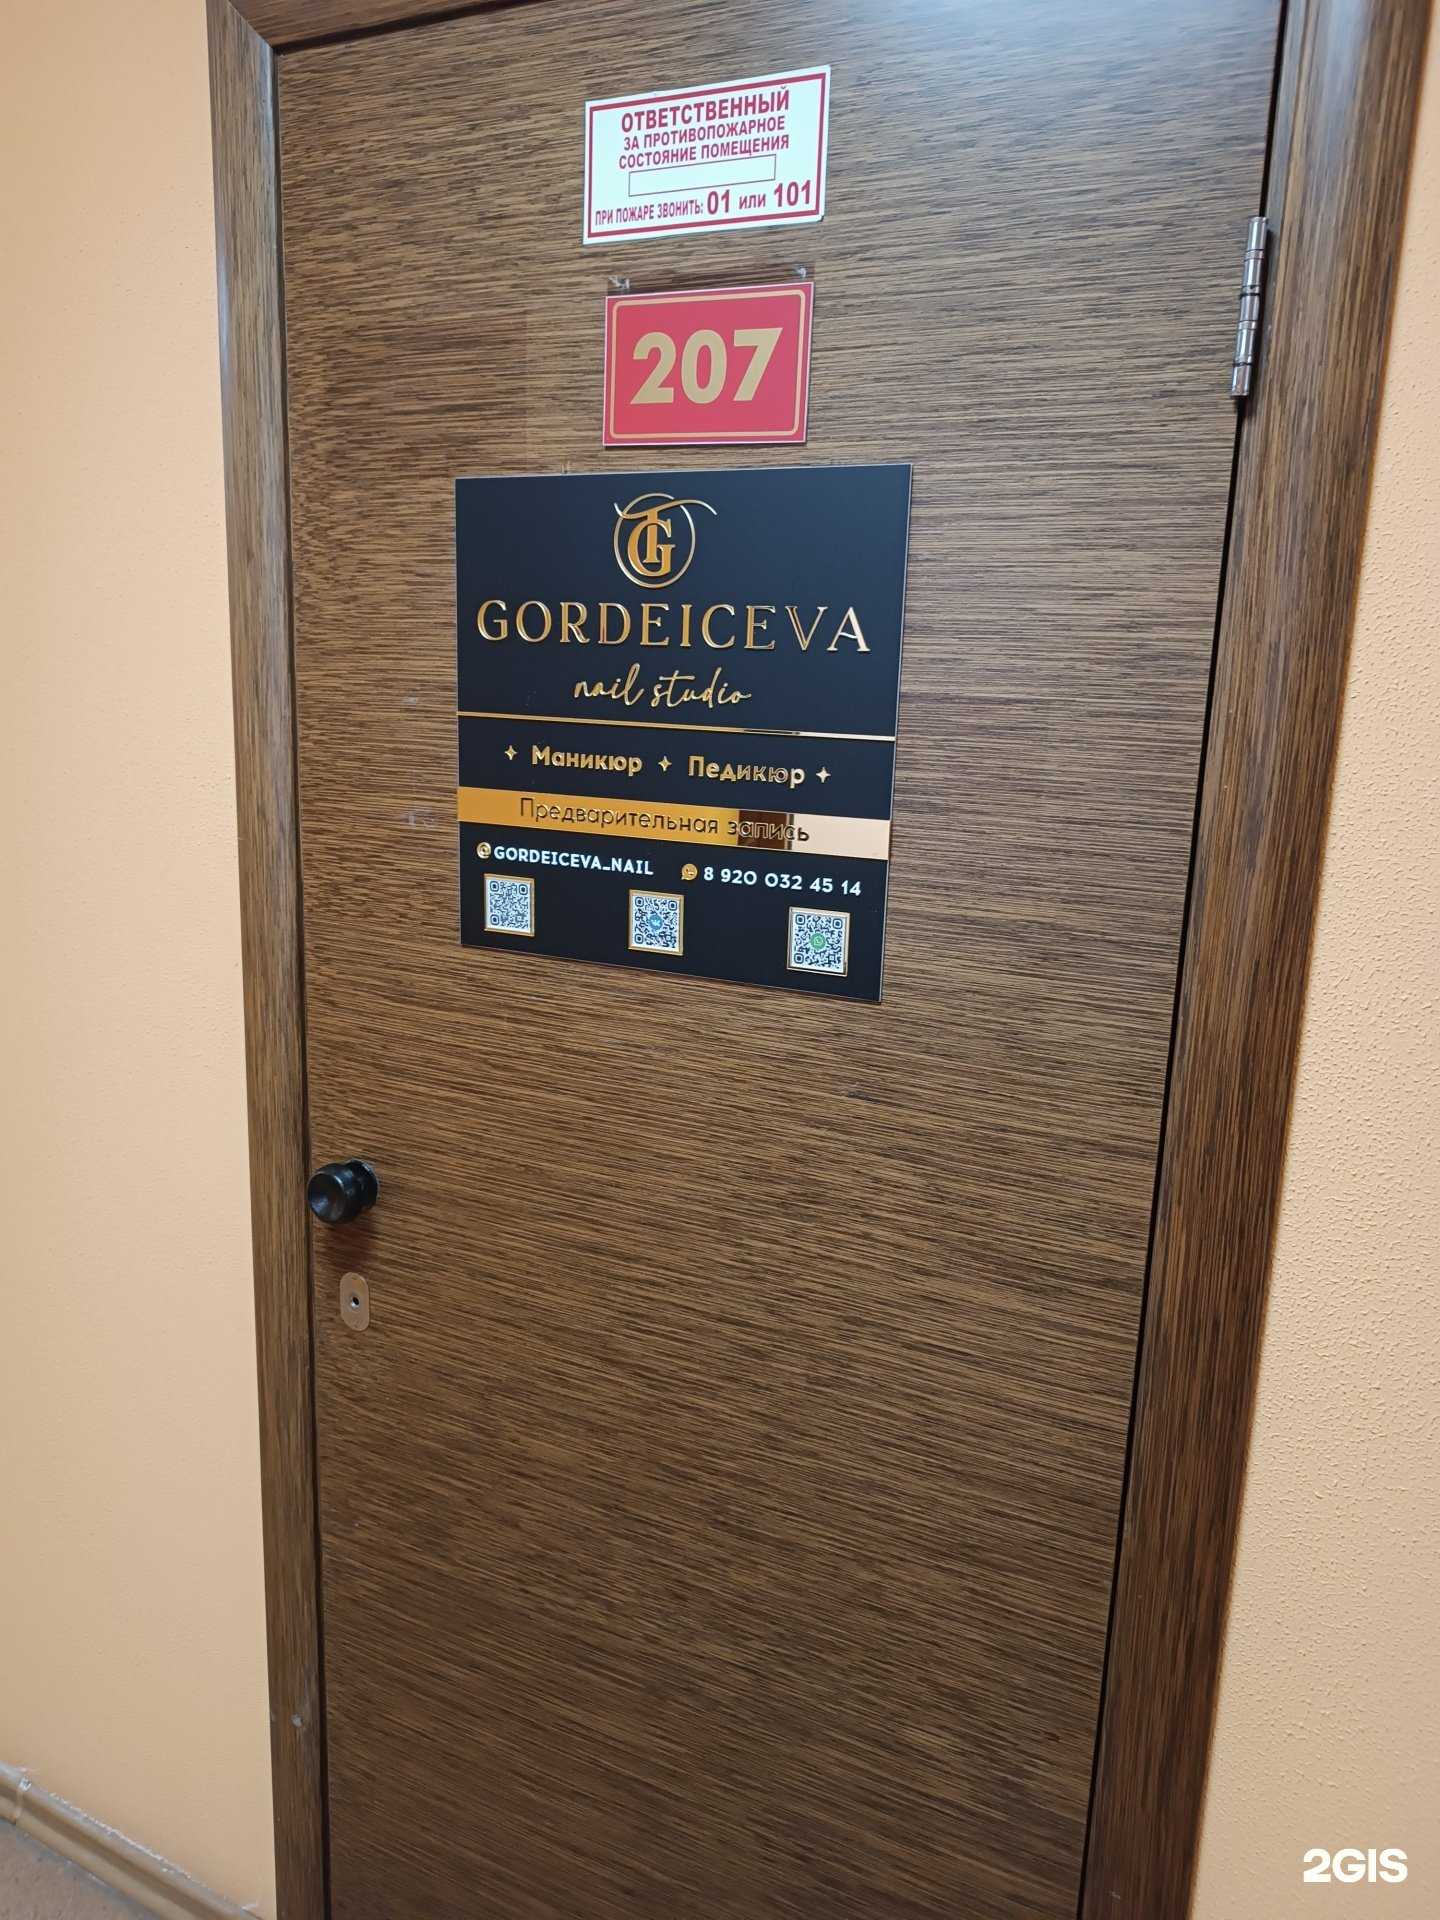 ОТВЕТСТВЕННЫЙ
ЗА ПРОТИВОПОЖАРНОЕ
СОСТОЯНИЕ ПОМЕЩЕНИЯ
ПРИ ПОЖАРЕ ЗВОНИТЬ: 01 или 101
207
TG
GORDEICEVA
nail studio
Маникюр Педикюр
Предварительная запись
@GORDEICEVA_NAIL 8 920 032 45 14
2GIS